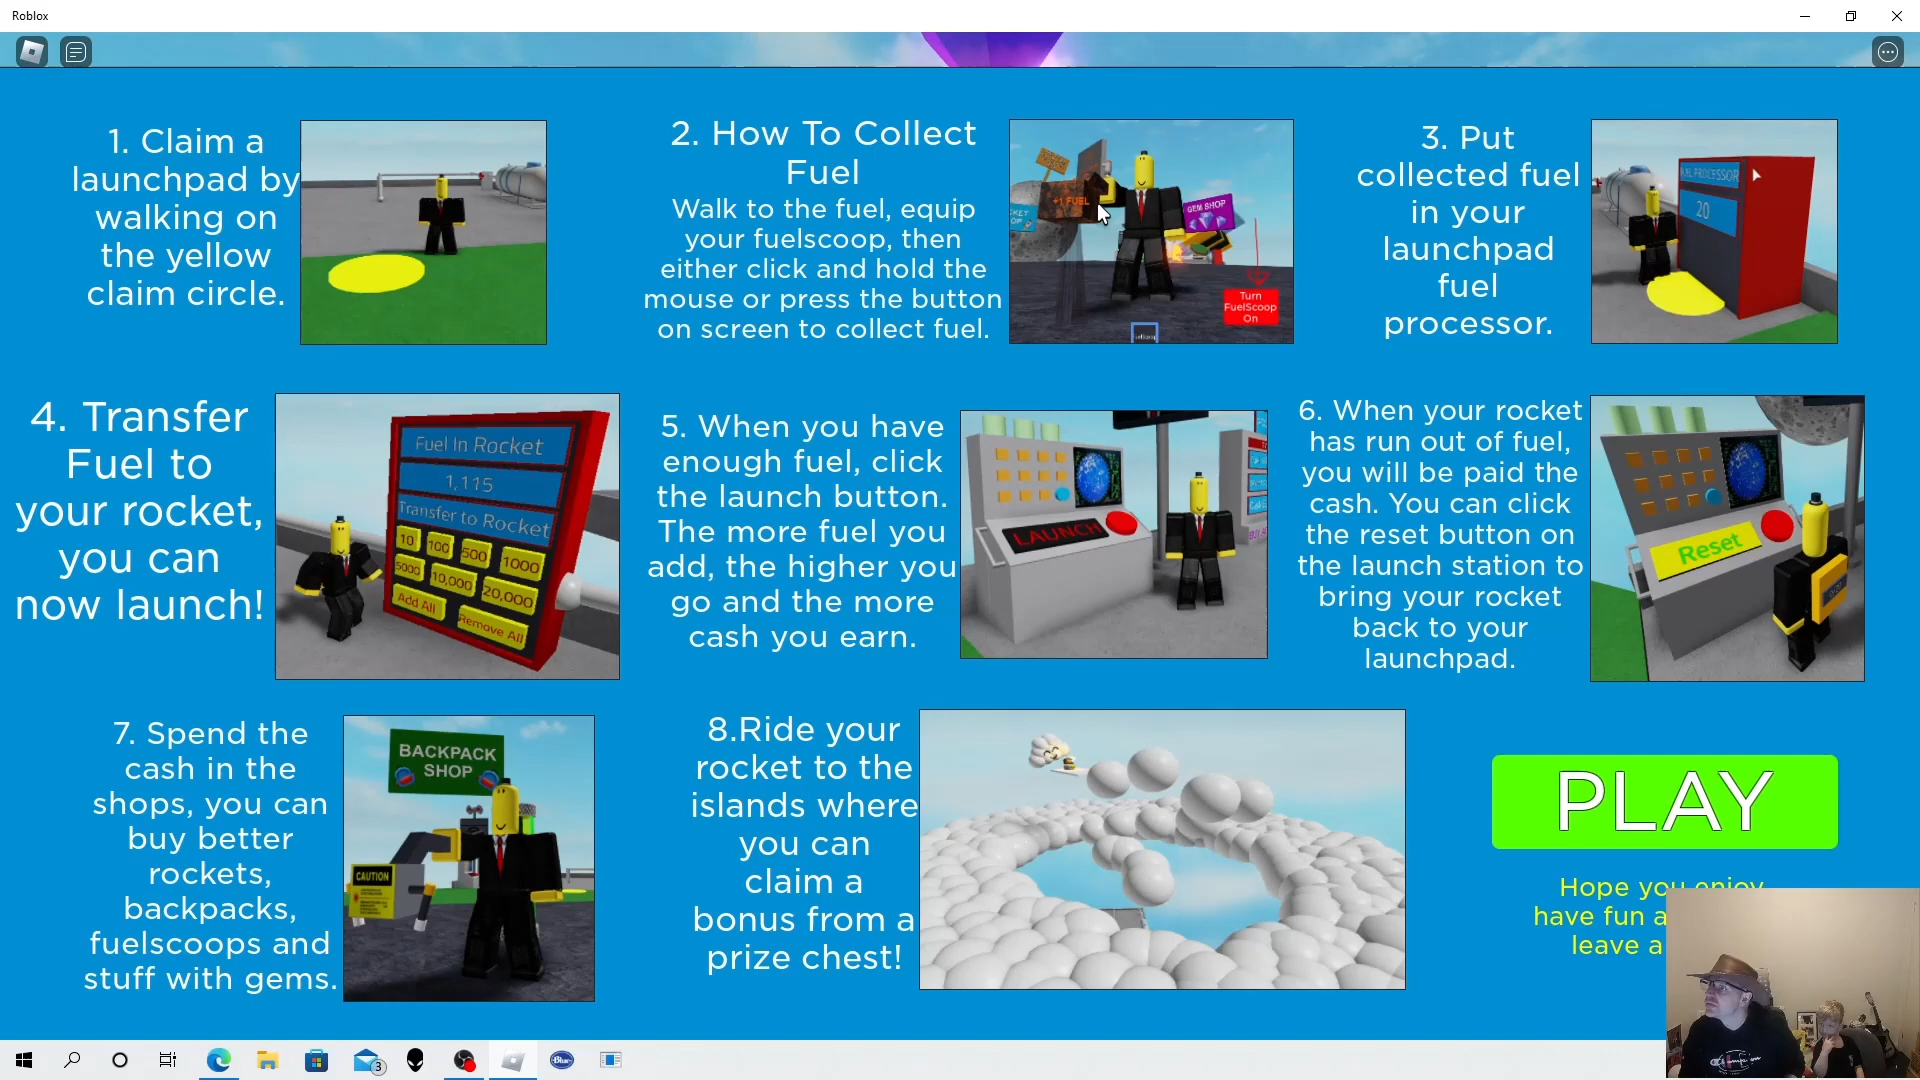 Roblox
1. Claim a
launchpad by
walking on
the yellow
claim circle.
2. How To Collect
Fuel
Walk to the fuel, equip
your fuelscoop, then
either click and hold the
mouse or press the button
on screen to collect fuel.
+1 FUEL
GEM SHOP
Turn
FuelScoop
On
3. Put
collected fuel
in your
launchpad
fuel
processor.
PROCESSOR
20
4. Transfer
Fuel to
your rocket,
you can
now launch!
Fuel In Rocket
1,115
Transfer to Rocket
10 100 500 1000
5000 10,000 20,000
Add All Remove All
5. When you have
enough fuel, click
the launch button.
The more fuel you
add, the higher you
go and the more
cash you earn.
LAUNCH
6. When your rocket
has run out of fuel,
you will be paid the
cash. You can click
the reset button on
the launch station to
bring your rocket
back to your
launchpad.
Reset
7. Spend the
cash in the
shops, you can
buy better
rockets,
backpacks,
fuelscoops and
stuff with gems.
BACKPACK
SHOP
CAUTION
8.Ride your
rocket to the
islands where
you can
claim a
bonus from a
prize chest!
PLAY
Hope you enjoy
have fun a
leave a
3
Blue